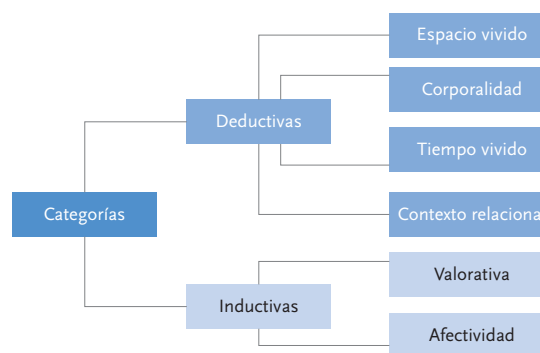 Espacio vivido
Corporalidad
Deductivas
Tiempo vivido
Categorías
Contexto relaciona
Valorativa
Inductivas
Afectividad